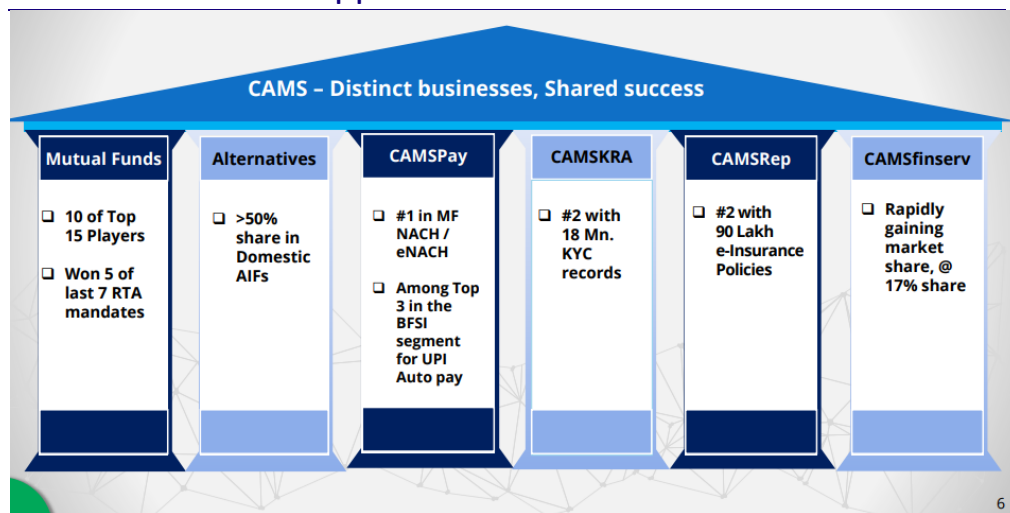 CAMS – Distinct businesses, Shared success
Mutual Funds
❑ 10 of Top
15 Players
❑ Won 5 of
last 7 RTA
mandates
Alternatives
❑ >50%
share in
Domestic
AIFs
CAMSPay
❑ #1 in MF
NACH /
eNACH
❑ Among Top
3 in the
BFSI
segment
for UPI
Auto pay
CAMSKRA
❑ #2 with
18 Mn.
KYC
records
CAMSRep
❑ #2 with
90 Lakh
e-Insurance
Policies
CAMSfinserv
❑ Rapidly
gaining
market
share, @
17% share
6